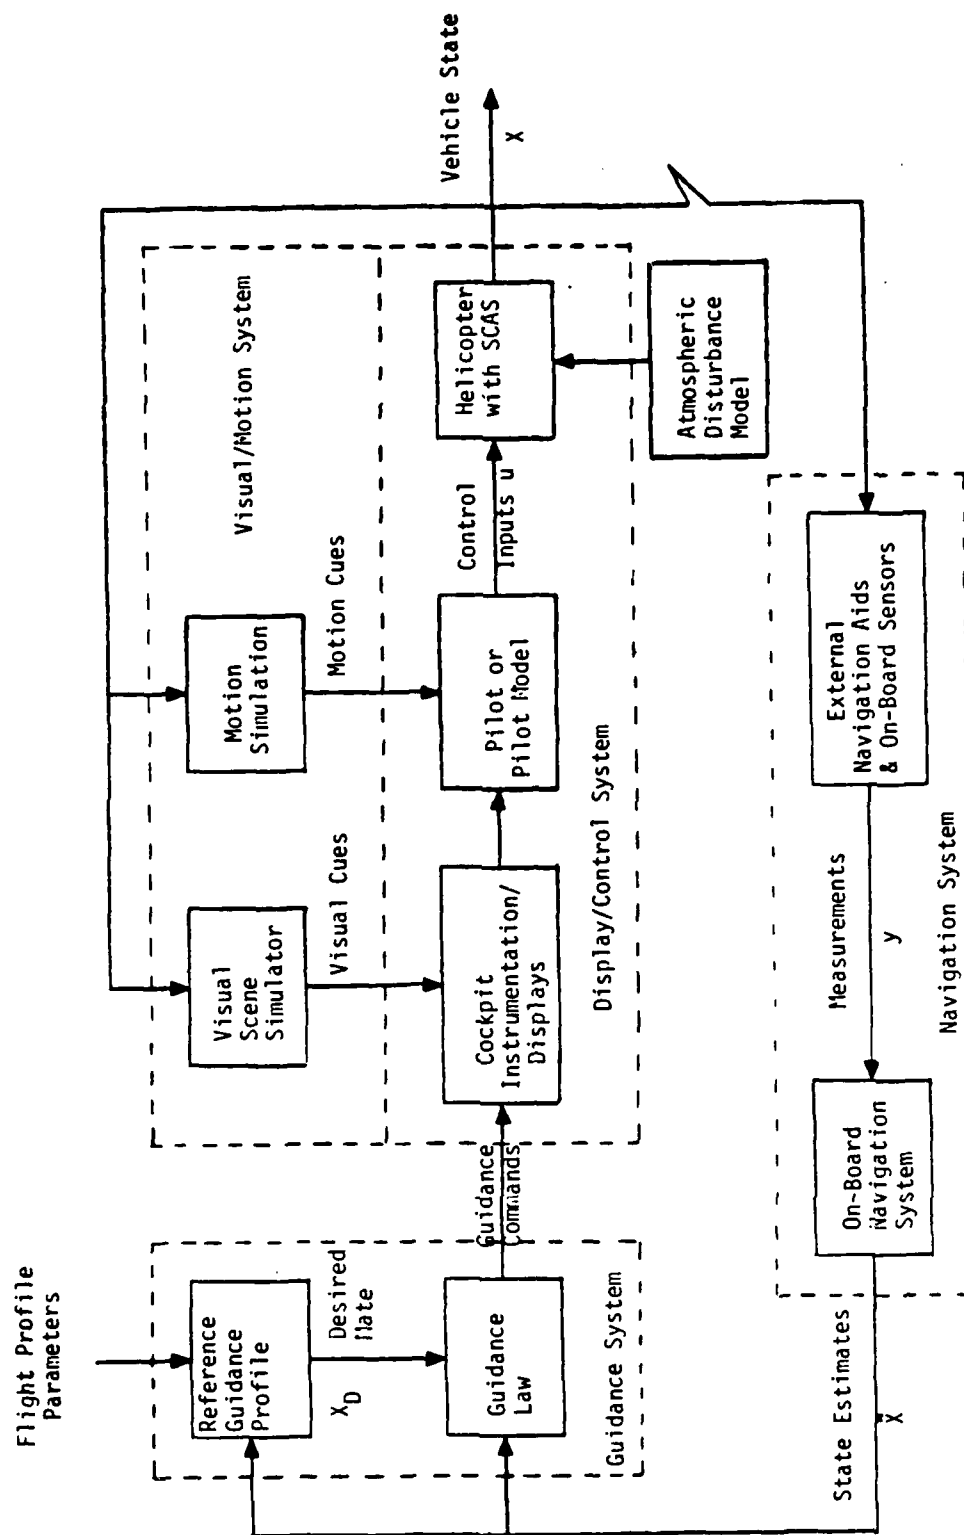 Flight Profile
Parameters
Reference
Guidance
Profile
X_D
Desired
Guidance
Law
Guidance System
Guidance
Commands
Visual/Motion System
Visual
Scene
Simulator
Motion
Simulation
Visual Cues
Motion Cues
Cockpit
Instrumentation/
Displays
Pilot or
Pilot Model
Control
Inputs u
Helicopter
with SCAS
Vehicle State
X
Display/Control System
Atmospheric
Disturbance
Model
External
Navigation Aids
& On-Board Sensors
Measurements
y
On-Board
Navigation
System
Navigation System
State Estimates
X